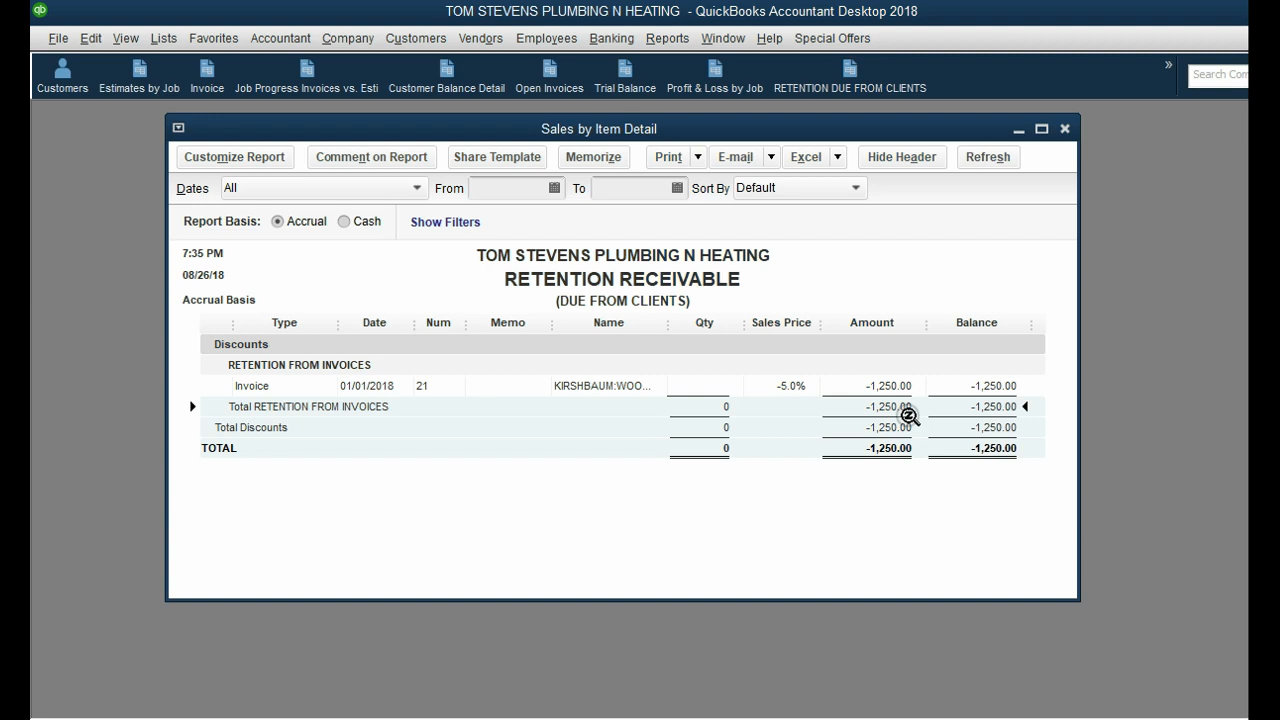 qb TOM STEVENS PLUMBING N HEATING - QuickBooks Accountant Desktop 2018
File Edit View Lists Favorites Accountant Company Customers Vendors Employees Banking Reports Window Help Special Offers
Customers Estimates by Job Invoice Job Progress Invoices vs. Esti Customer Balance Detail Open Invoices Trial Balance Profit & Loss by Job RETENTION DUE FROM CLIENTS » Search Com
Sales by Item Detail
Customize Report Comment on Report Share Template Memorize Print E-mail Excel Hide Header Refresh
Dates All From To Sort By Default
Report Basis: Accrual Cash Show Filters
7:35 PM TOM STEVENS PLUMBING N HEATING
08/26/18 RETENTION RECEIVABLE
Accrual Basis (DUE FROM CLIENTS)
Type Date Num Memo Name Qty Sales Price Amount Balance
Discounts
RETENTION FROM INVOICES
Invoice 01/01/2018 21 KIRSHBAUM:WOO... -5.0% -1,250.00 -1,250.00
Total RETENTION FROM INVOICES 0 -1,250.00 -1,250.00
Total Discounts 0 -1,250.00 -1,250.00
TOTAL 0 -1,250.00 -1,250.00